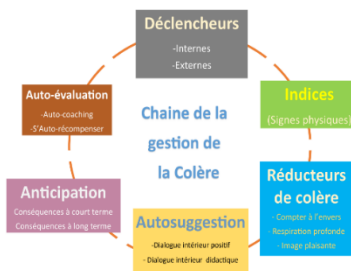 Déclencheurs
-Internes
-Externes
Indices
(Signes physiques)
Réducteurs
de colère
- Compter à l'envers
- Respiration profonde
- Image plaisante
Autosuggestion
-Dialogue intérieur positif
- Dialogue intérieur didactique
Anticipation
Conséquences à court terme
Conséquences à long terme
Auto-évaluation
-Auto-coaching
-S'Auto-récompenser
Chaine de la
gestion de
la Colère